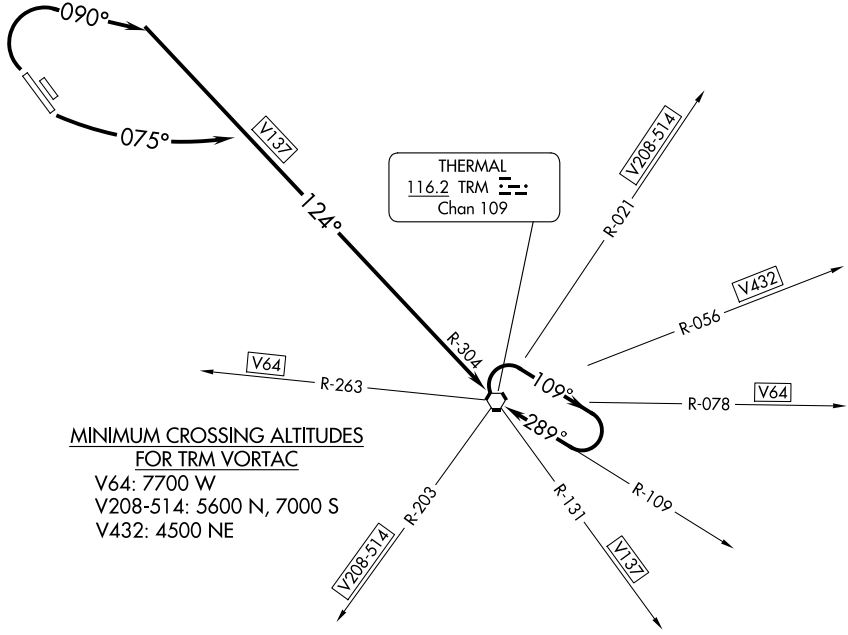 090°
075°
V137
124°
THERMAL
116.2 TRM
Chan 109
V208-514
R-021
V432
R-056
R-304
V64
R-263
109°
289°
R-078
V64
MINIMUM CROSSING ALTITUDES
FOR TRM VORTAC
V64: 7700 W
V208-514: 5600 N, 7000 S
V432: 4500 NE
R-203
V208-514
R-131
V137
R-109